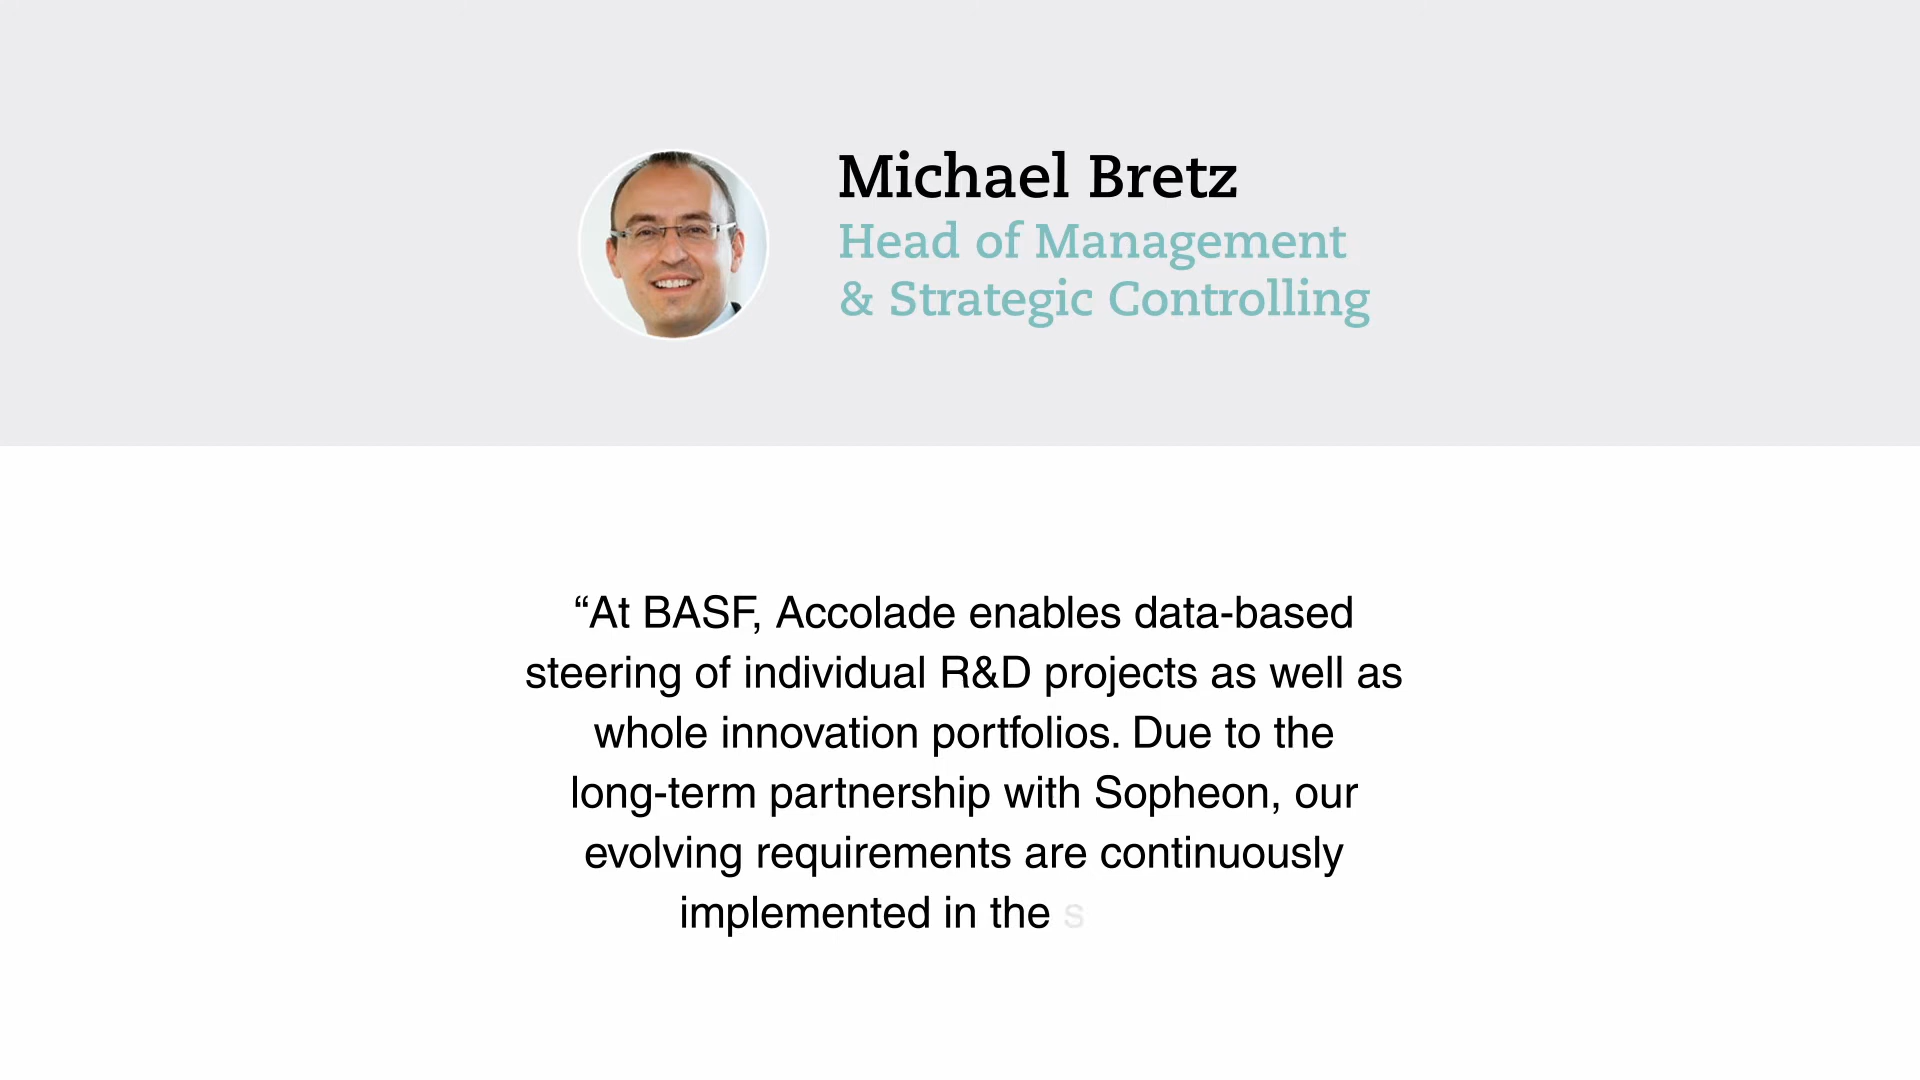 Michael Bretz
Head of Management
& Strategic Controlling
“At BASF, Accolade enables data-based
steering of individual R&D projects as well as
whole innovation portfolios. Due to the
long-term partnership with Sopheon, our
evolving requirements are continuously
implemented in the s